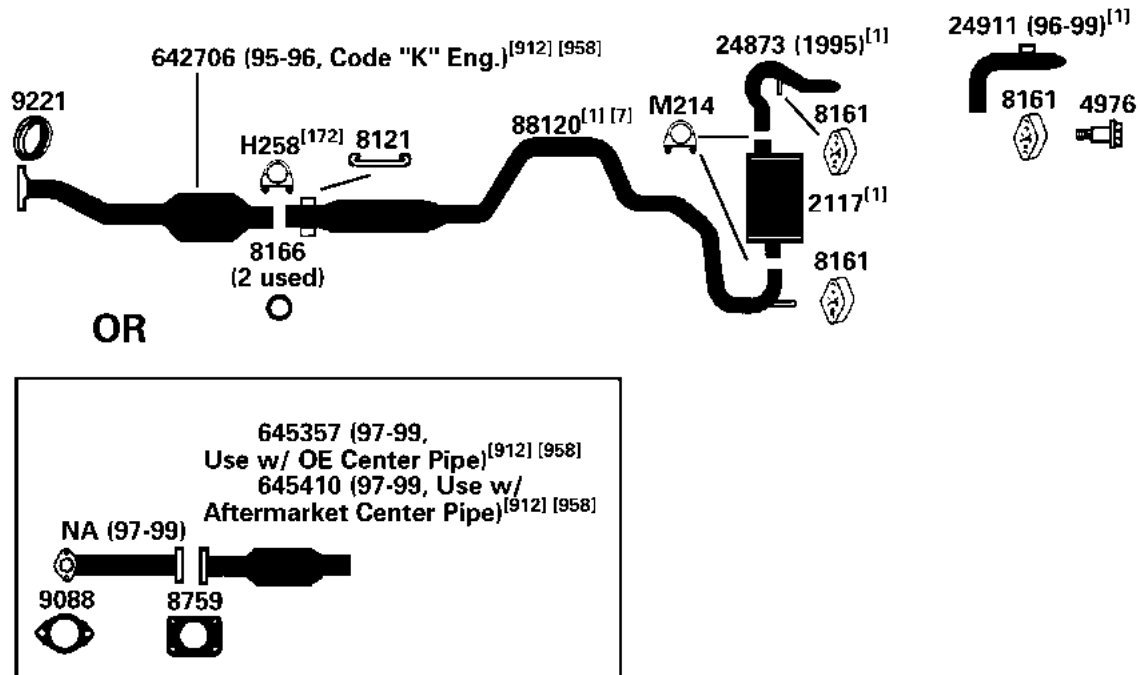 24911 (96-99)[1]
24873 (1995)[1]
642706 (95-96, Code "K" Eng.)[912] [958]
9221
M214
8161
8161
4976
H258[172]
8121
88120[1] [7]
2117[1]
8166
(2 used)
8161
OR
645357 (97-99,
Use w/ OE Center Pipe)[912] [958]
645410 (97-99, Use w/
Aftermarket Center Pipe)[912] [958]
NA (97-99)
9088
8759